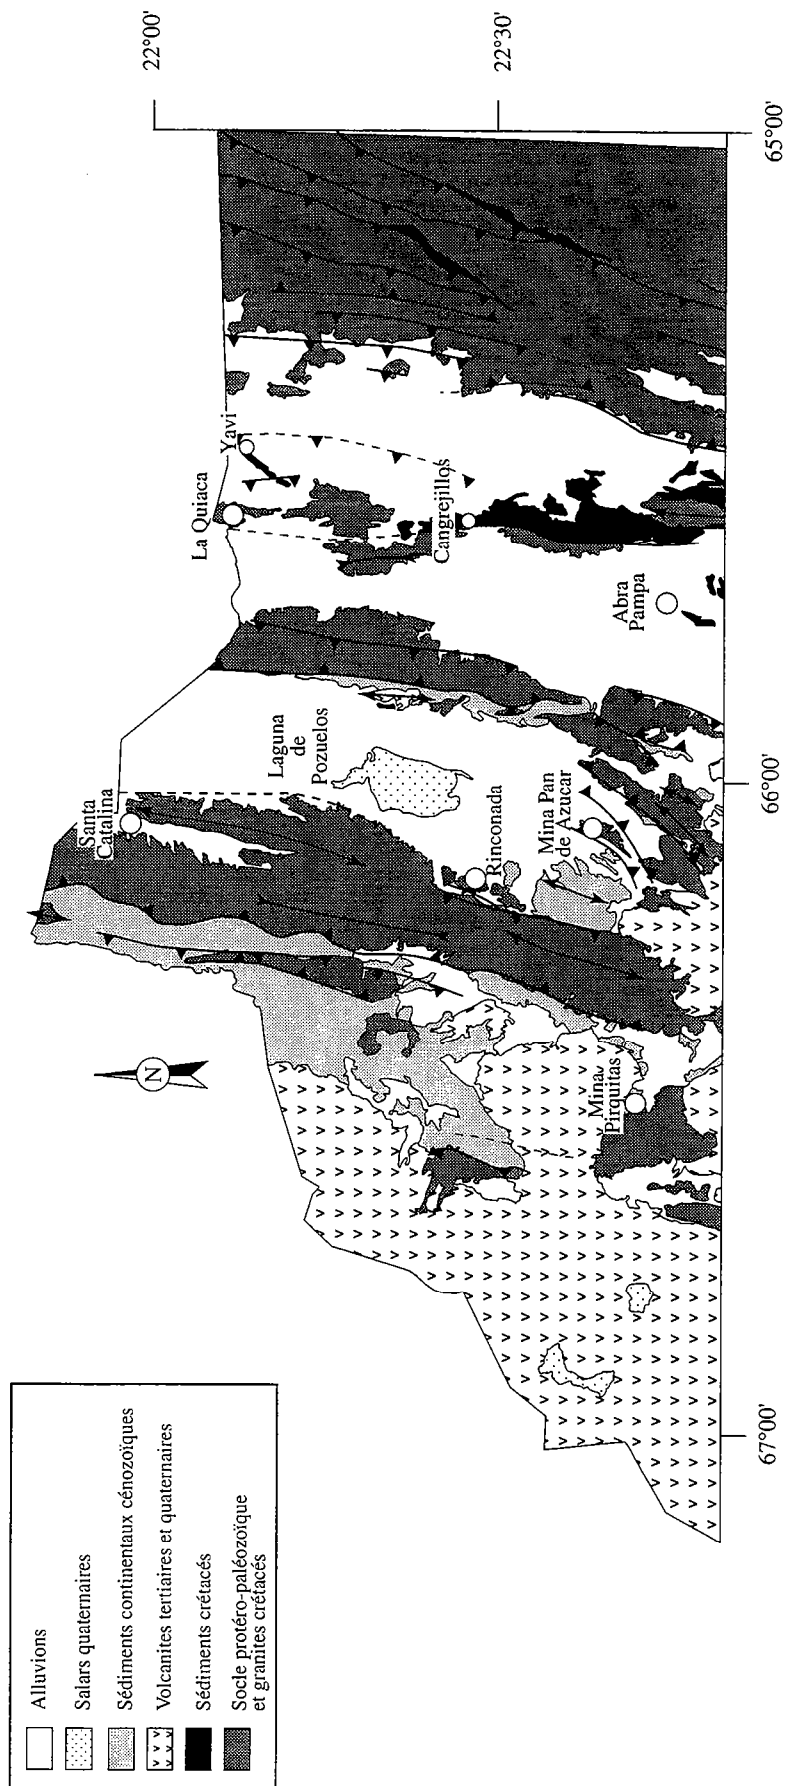 Alluvions
Salars quaternaires
Sédiments continentaux cénozoïques
Volcanites tertiaires et quaternaires
Sédiments crétacés
Socle protéro-paléozoïque
et granites crétacés
N
Santa
Catalina
La Quiaca
Yavi
Laguna
de
Pozuelos
Cangrejillos
Rinconada
Mina Pan
de Azucar
Abra
Pampa
Mina
Pirquitas
22°00'
22°30'
67°00'
66°00'
65°00'